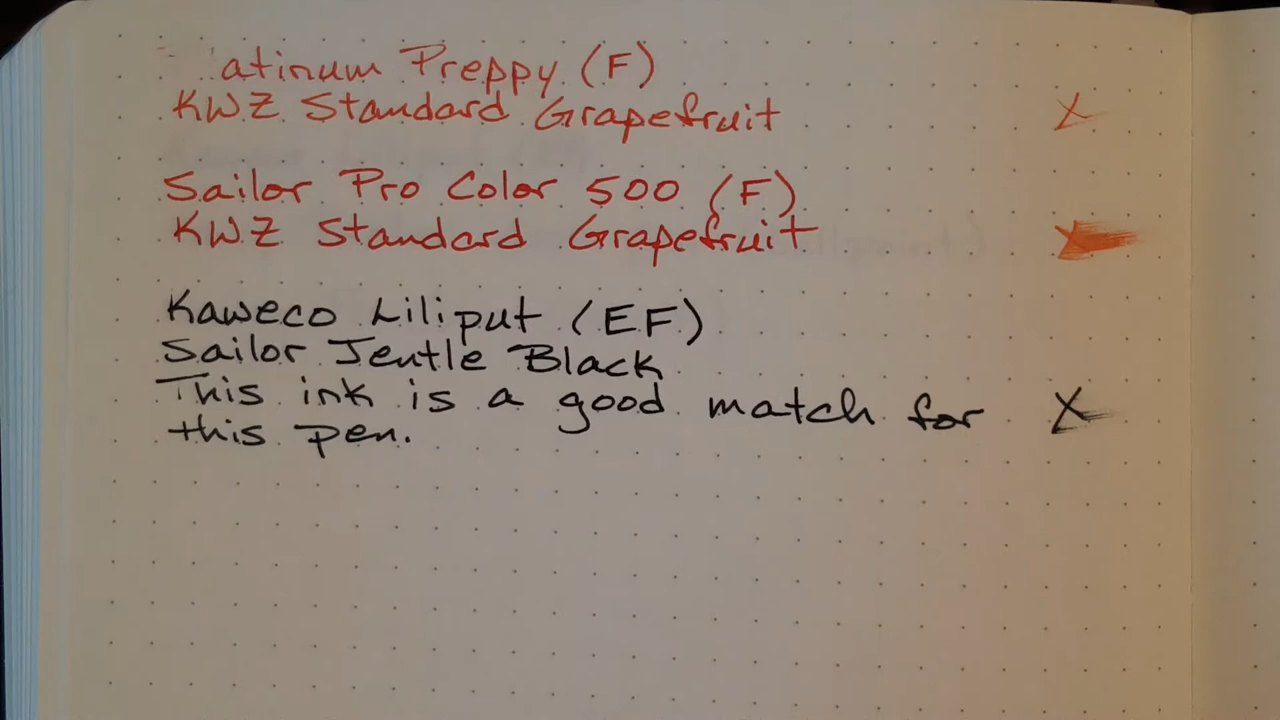 atinum Preppy (F)
KWZ Standard Grapefruit X
Sailor Pro Color 500 (F)
KWZ Standard Grapefruit X
Kaweco Liliput (EF)
Sailor Jentle Black
This ink is a good match for X
this pen.